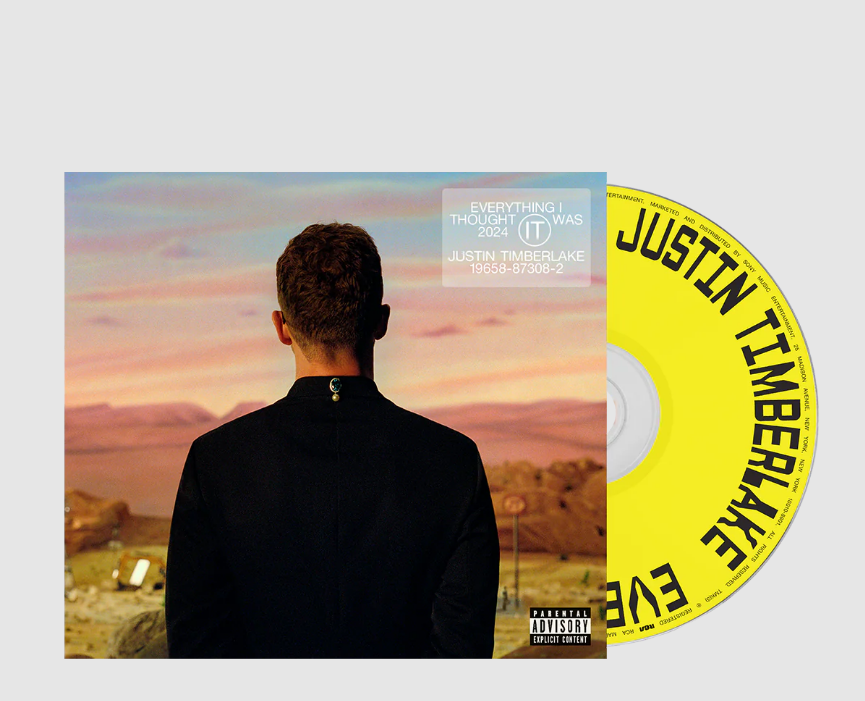 EVERYTHING I
THOUGHT IT WAS
2024
JUSTIN TIMBERLAKE
19658-87308-2
PARENTAL
ADVISORY
EXPLICIT CONTENT
JUSTIN TIMBERLAKE
EVE
TERTAINMENT. MARKETED AND DISTRIBUTED BY SONY MUSIC ENTERTAINMENT, 25 MADISON AVENUE, NEW YORK, NEW YORK 10010-8601. ALL RIGHTS RESERVED
REGISTERED
RCA
RCA